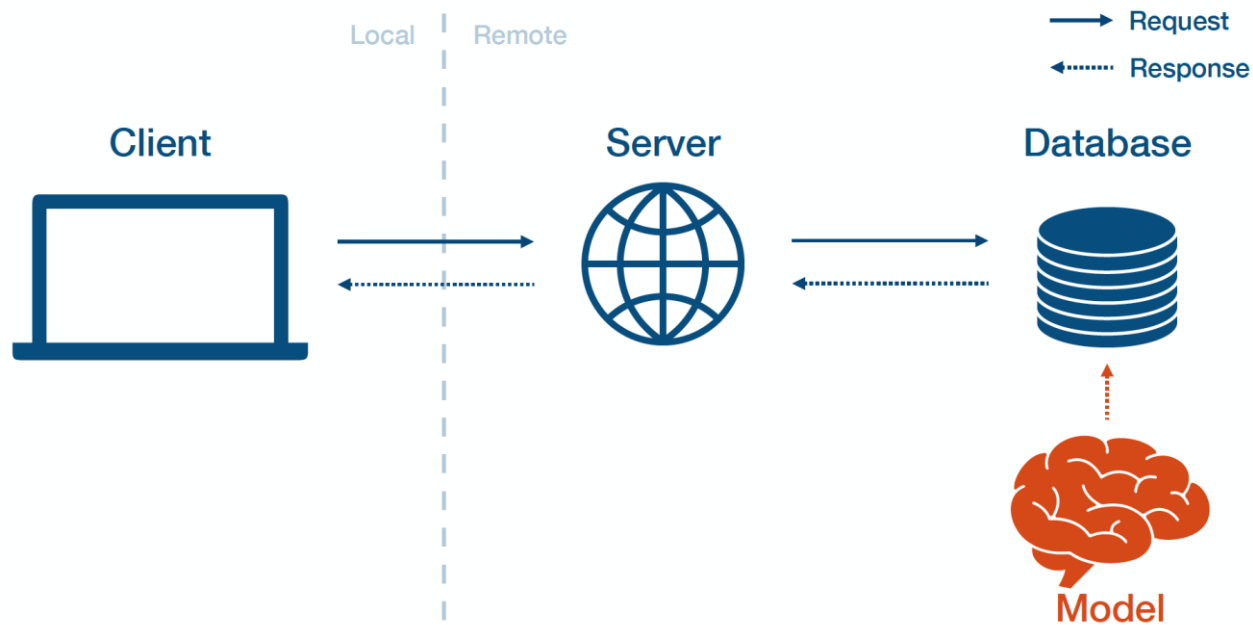 Local
Remote
Request
Response
Client
Server
Database
Model